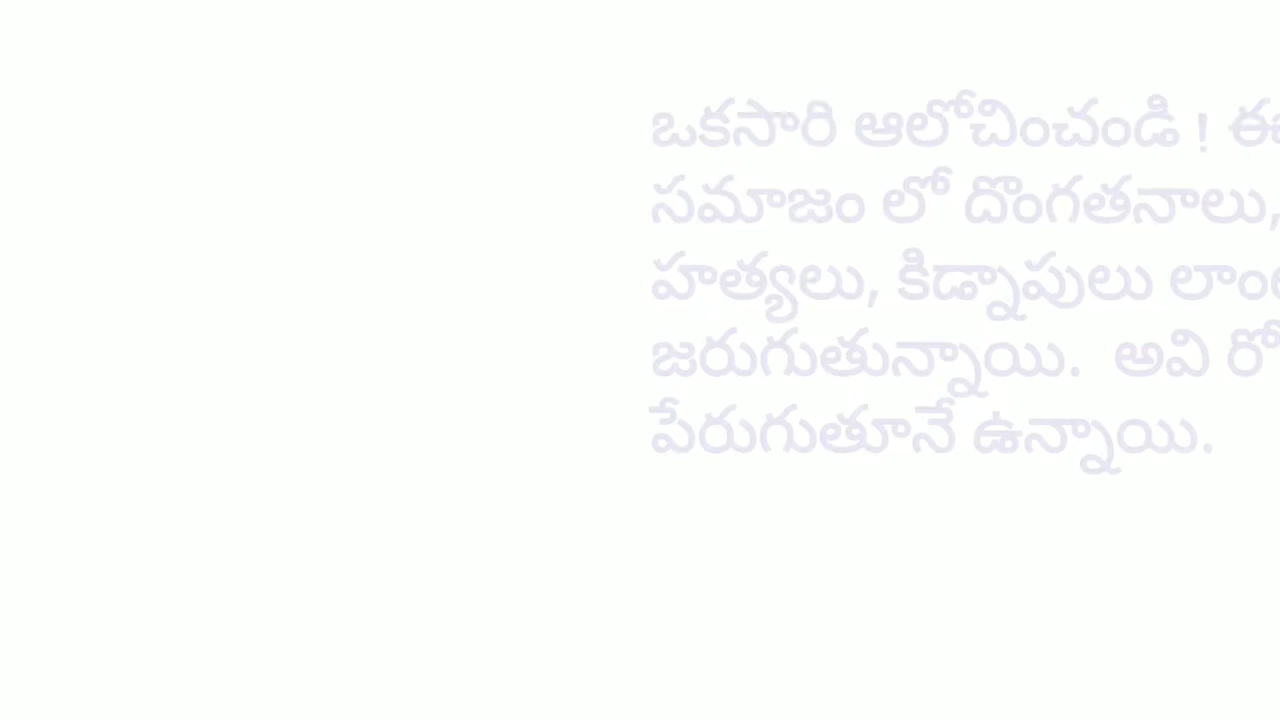 ఒకసారి ఆలోచించండి ! ఈ
సమాజం లో దొంగతనాలు,
హత్యలు, కిడ్నాపులు
జరుగుతున్నాయి. అవి
పేరుగుతూనే ఉన్నాయి.